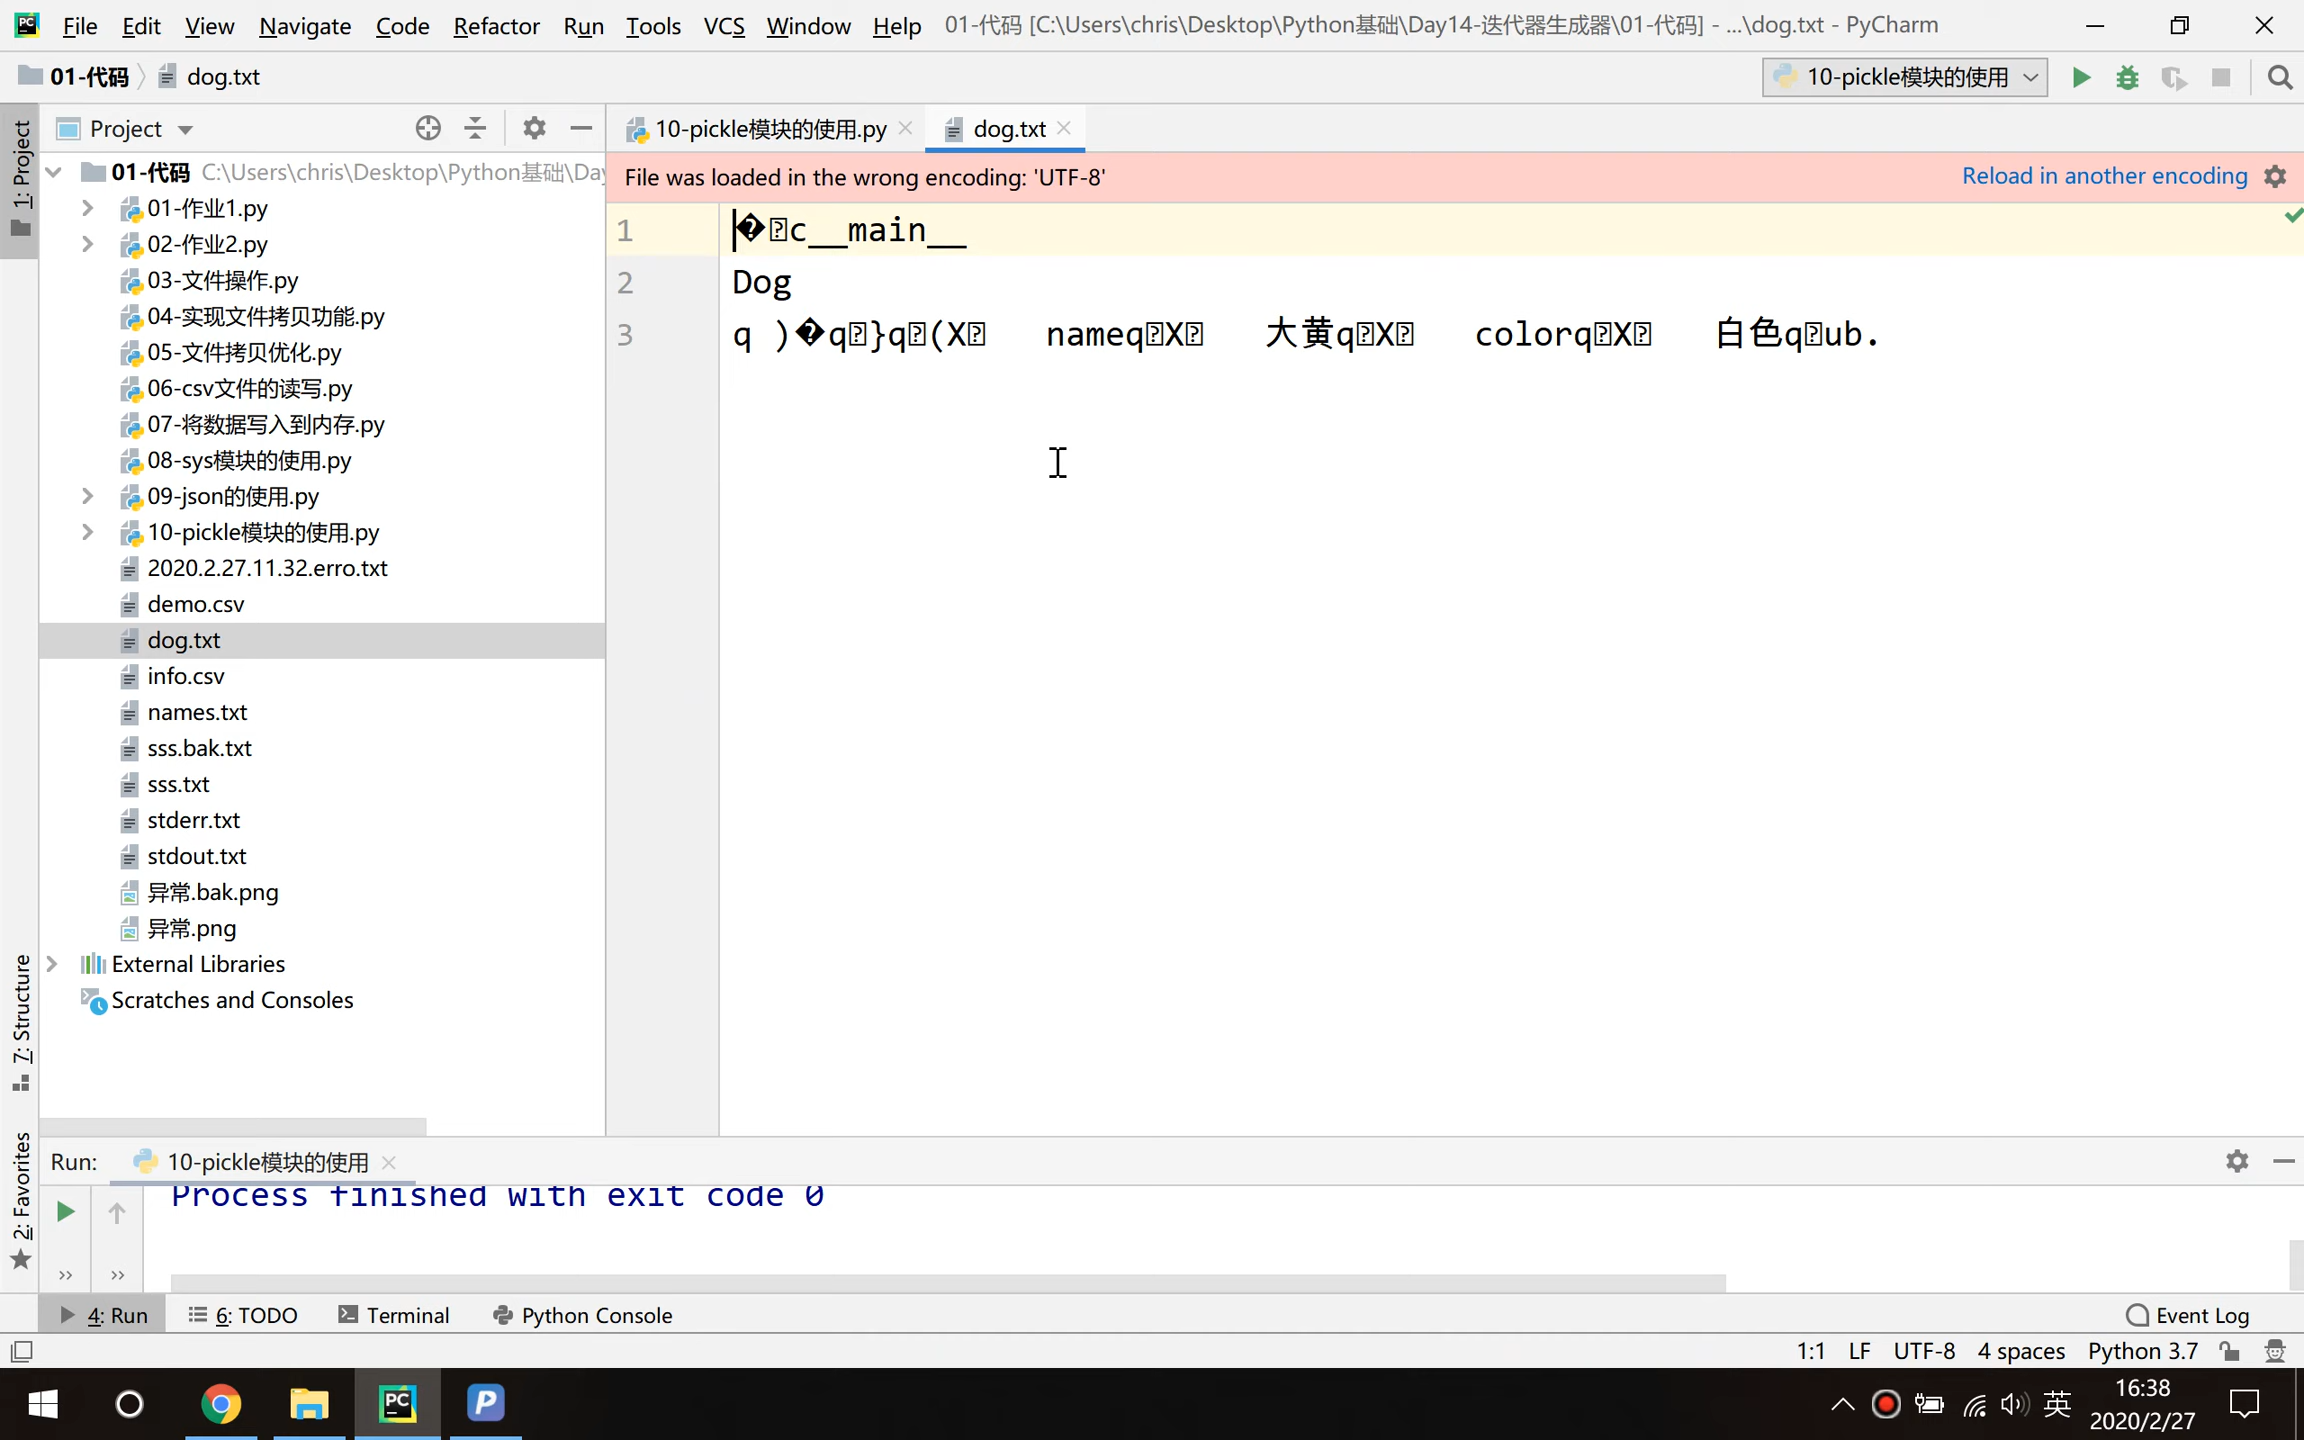 File Edit View Navigate Code Refactor Run Tools VCS Window Help 01-代码 [C:\Users\chris\Desktop\Python基础\Day14-迭代器生成器\01-代码] - ...\dog.txt - PyCharm
01-代码 dog.txt 10-pickle模块的使用
Project 10-pickle模块的使用.py dog.txt
1: Project
File was loaded in the wrong encoding: 'UTF-8' Reload in another encoding
01-代码 C:\Users\chris\Desktop\Python基础\Da
01-作业1.py
02-作业2.py
03-文件操作.py
04-实现文件拷贝功能.py
05-文件拷贝优化.py
06-csv文件的读写.py
07-将数据写入到内存.py
08-sys模块的使用.py
09-json的使用.py
10-pickle模块的使用.py
2020.2.27.11.32.erro.txt
demo.csv
dog.txt
info.csv
names.txt
sss.bak.txt
sss.txt
stderr.txt
stdout.txt
异常.bak.png
异常.png
External Libraries
Scratches and Consoles
1 �c__main__
2 Dog
3 q )�q}q(X nameqX 大黄qX colorqX 白色qub.
7: Structure
2: Favorites
Run: 10-pickle模块的使用
Process finished with exit code 0
4: Run 6: TODO Terminal Python Console Event Log
1:1 LF UTF-8 4 spaces Python 3.7
英 16:38
2020/2/27